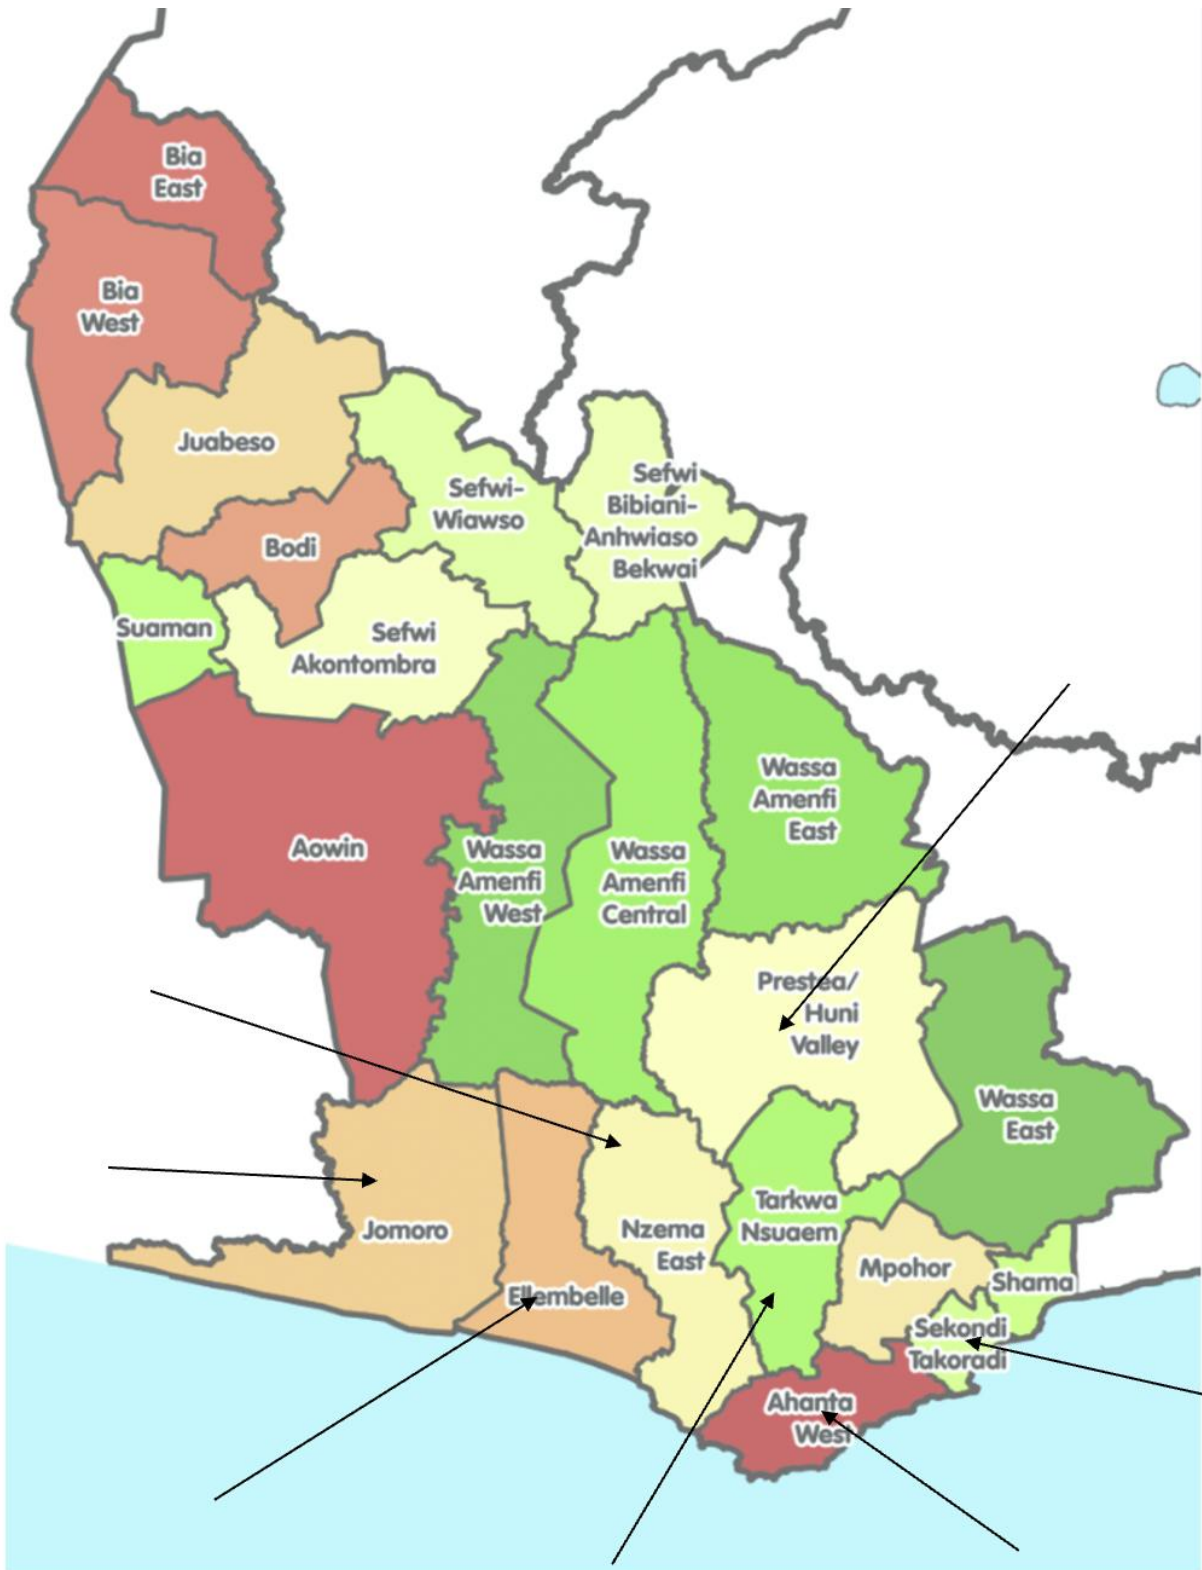 Bia
East
Bia
West
Juabeso
Sefwi-
Wiawso
Sefwi
Bibiani-
Anhwiaso
Bekwai
Bodi
Suaman
Sefwi
Akontombra
Wassa
Amenfi
East
Aowin
Wassa
Amenfi
West
Wassa
Amenfi
Central
Prestea/
Huni
Valley
Wassa
East
Jomoro
Ellembelle
Nzema
East
Tarkwa
Nsuaem
Mpohor
Shama
Sekondi
Takoradi
Ahanta
West